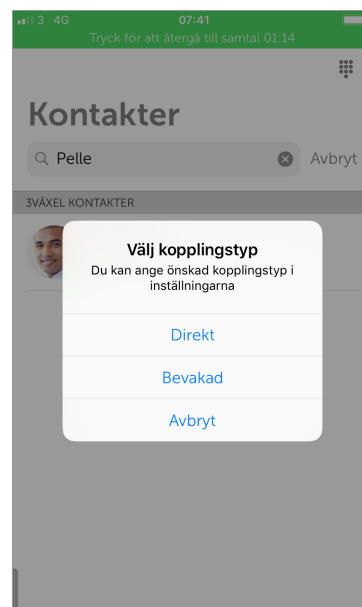 3 4G 07:41
Tryck för att återgå till samtal 01:14
Kontakter
Pelle Avbryt
3VÄXEL KONTAKTER
Välj kopplingstyp
Du kan ange önskad kopplingstyp i
inställningarna
Direkt
Bevakad
Avbryt